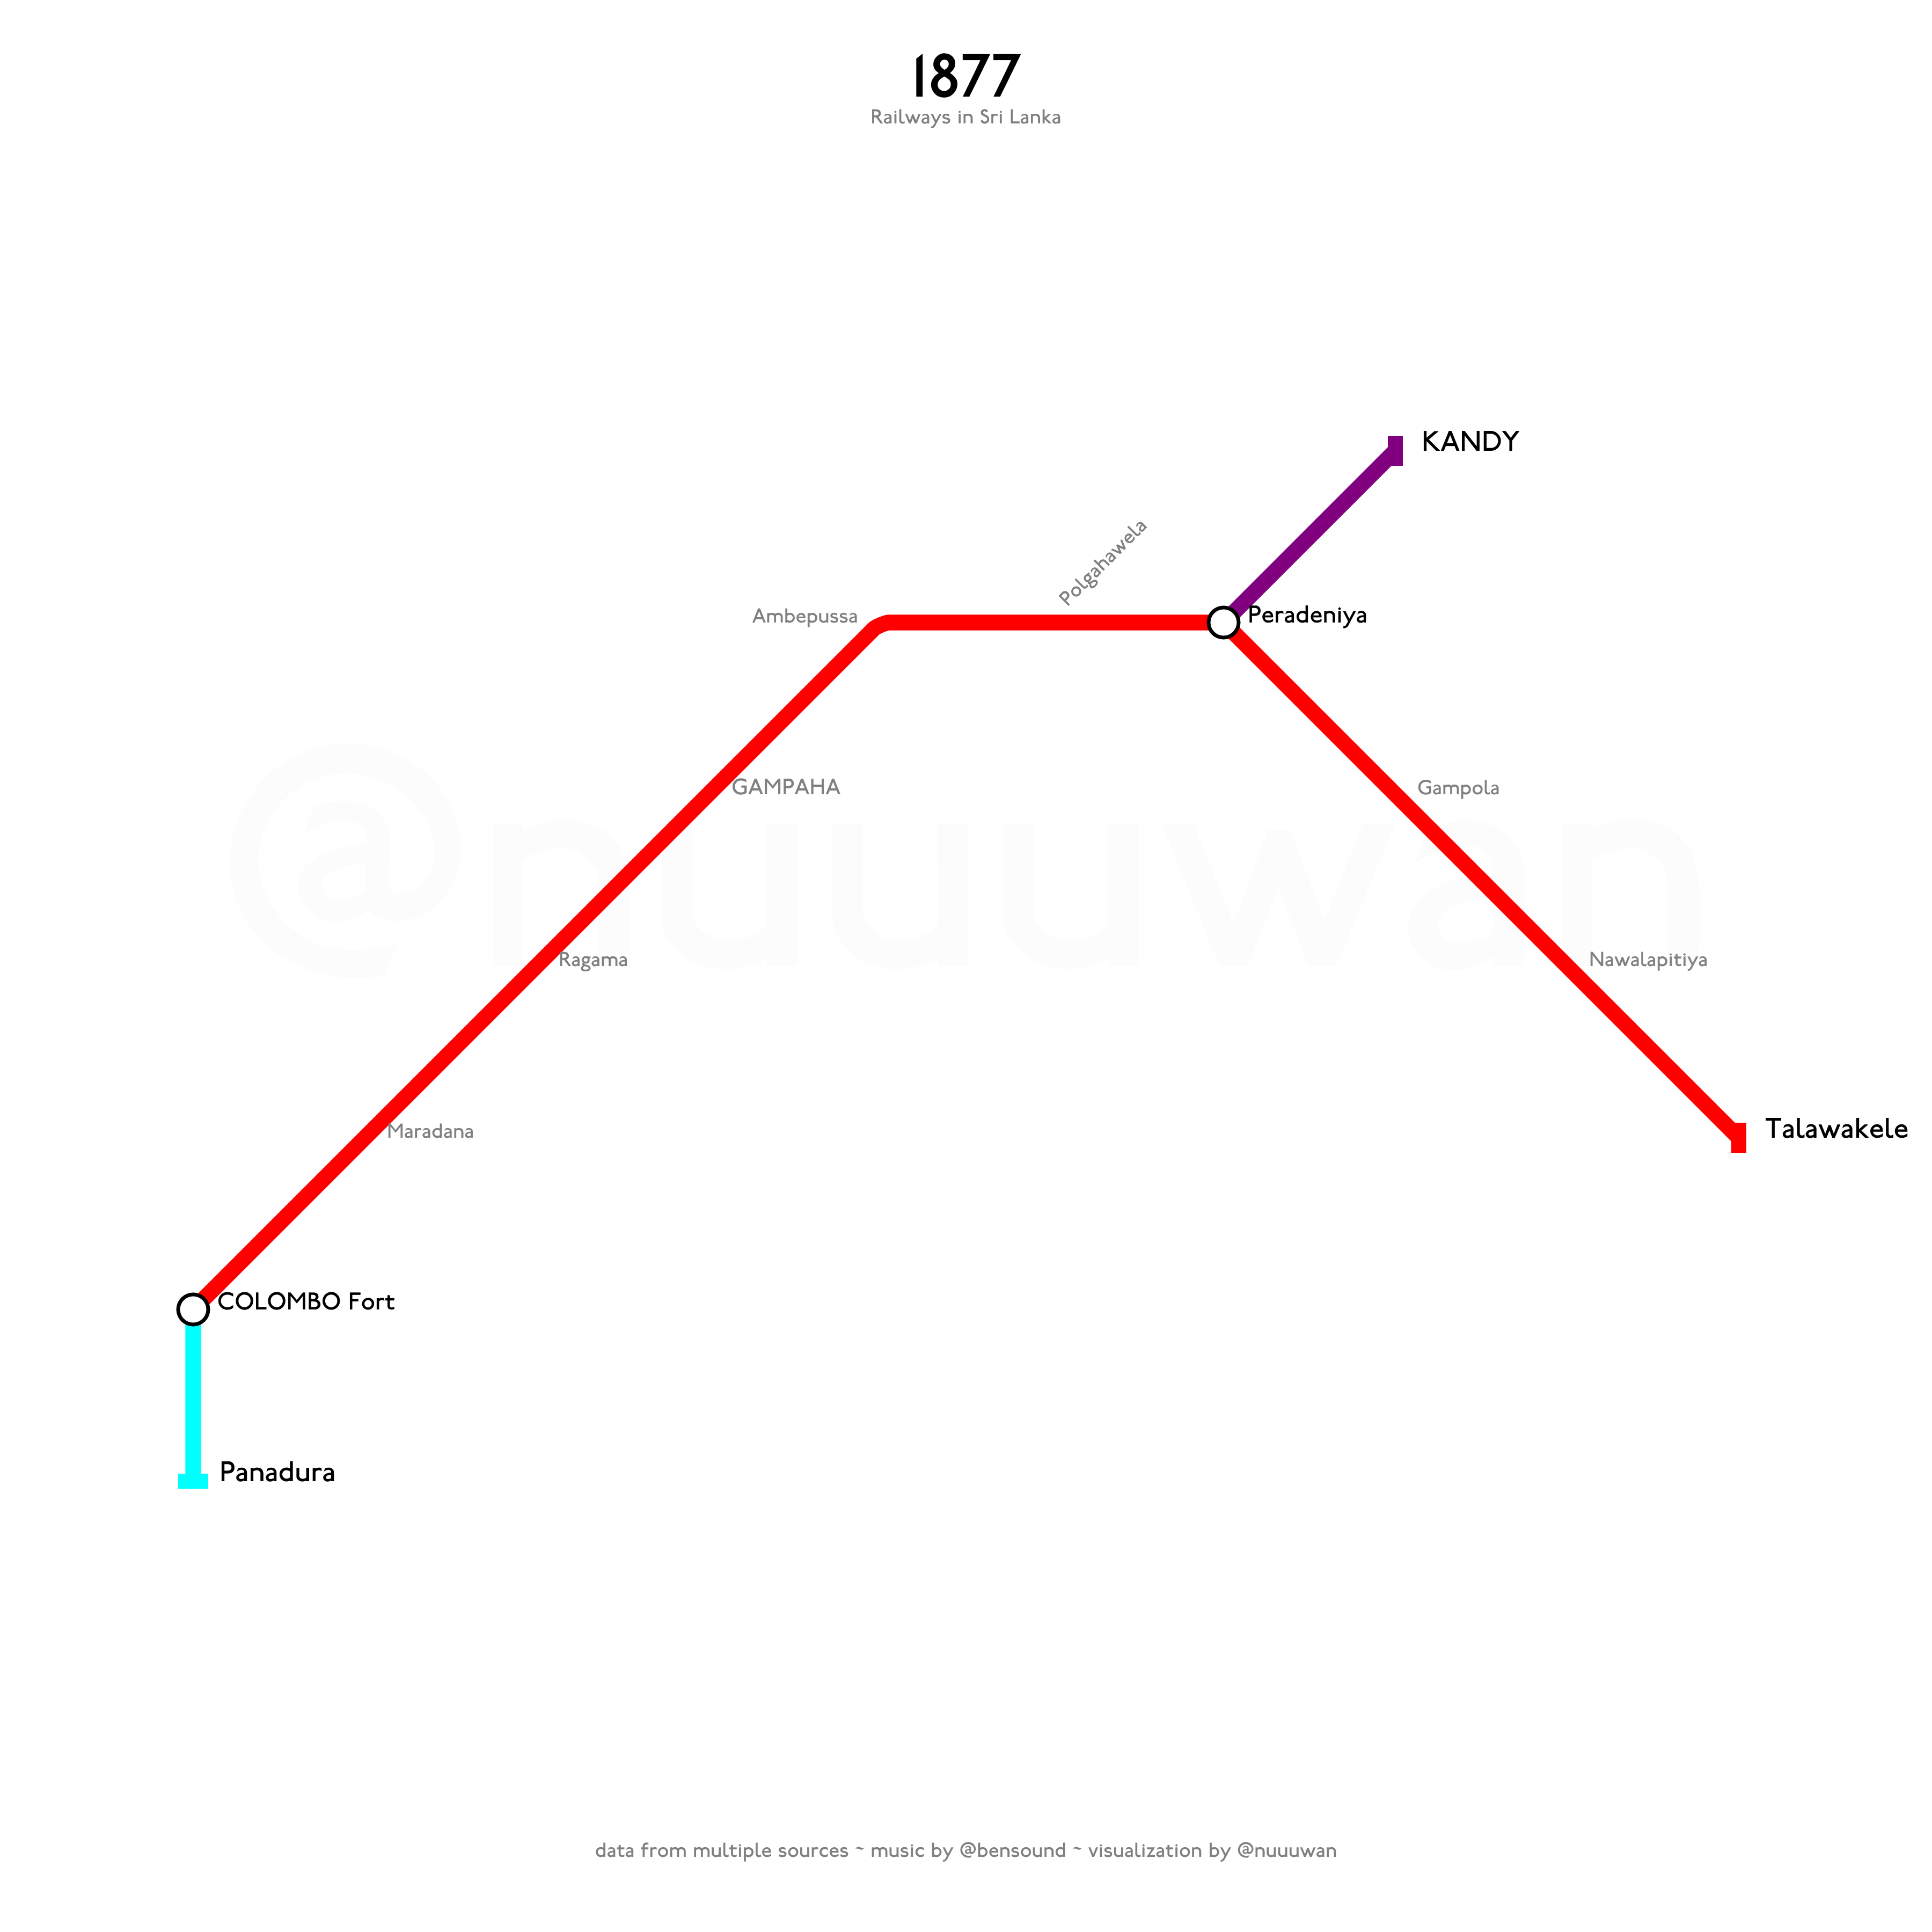 1877
Railways in Sri Lanka
KANDY
Polgahawela
Ambepussa
Peradeniya
GAMPAHA
Gampola
@nuuuwan
Ragama
Nawalapitiya
Maradana
Talawakele
COLOMBO Fort
Panadura
data from multiple sources ~ music by @bensound ~ visualization by @nuuuwan